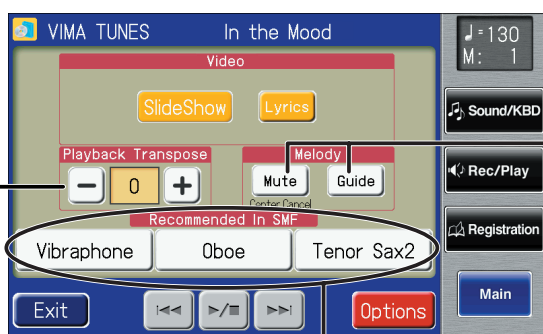 VIMA TUNES In the Mood
♩=130
M: 1
Video
SlideShow Lyrics
Sound/KBD
Playback Transpose
Melody
- 0 +
Mute Guide
Center Cancel
Rec/Play
Recommended In SMF
Vibraphone Oboe Tenor Sax2
Registration
Exit Options
Main